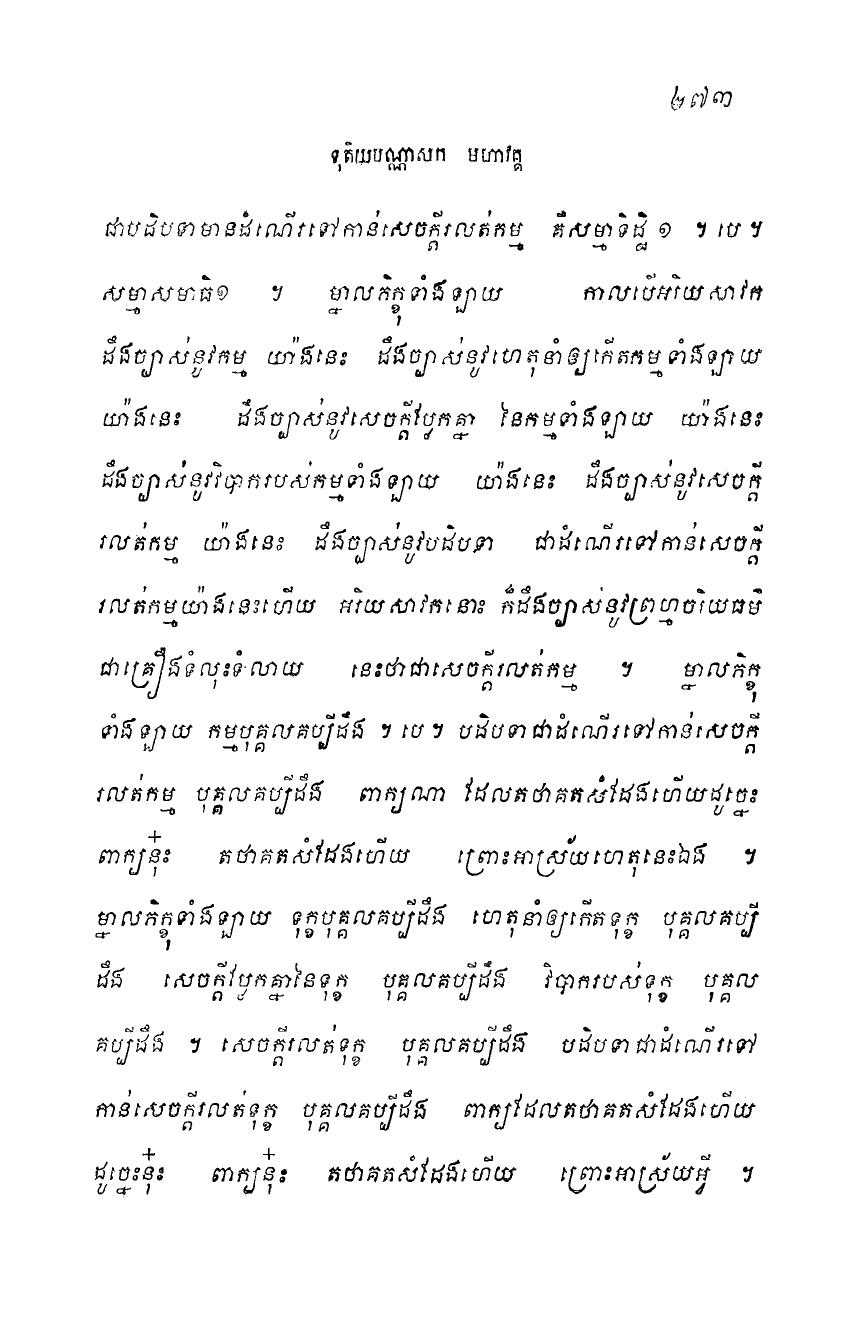 ២៧៣
ទុតិយបណ្ណាសក មហាវគ្គ
ជាបដិបទាមានដំណើរទៅកាន់សេចក្តីរលត់កម្ម គឺសម្មាទិដ្ឋិ ១ ។ បេ ។
សម្មាសមាធិ១ ។ ម្នាលភិក្ខុទាំងឡាយ កាលបើអរិយសាវក
ដឹងច្បាស់នូវកម្ម យ៉ាងនេះ ដឹងច្បាស់នូវហេតុនាំឲ្យកើតកម្មទាំងឡាយ
យ៉ាងនេះ ដឹងច្បាស់នូវសេចក្តីប្លែកគ្នា នៃកម្មទាំងឡាយ យ៉ាងនេះ
ដឹងច្បាស់នូវវិបាករបស់កម្មទាំងឡាយ យ៉ាងនេះ ដឹងច្បាស់នូវសេចក្តី
រលត់កម្ម យ៉ាងនេះ ដឹងច្បាស់នូវបដិបទា ជាដំណើរទៅកាន់សេចក្តី
រលត់កម្មយ៉ាងនេះហើយ អរិយសាវកនោះ ក៏ដឹងច្បាស់នូវព្រហ្មចរិយធម៌
ជាគ្រឿងទំលុះទំលាយ នេះថាជាសេចក្តីរលត់កម្ម ។ ម្នាលភិក្ខុ
ទាំងឡាយ កម្មបុគ្គលគប្បីដឹង ។ បេ ។ បដិបទាជាដំណើរទៅកាន់សេចក្តី
រលត់កម្ម បុគ្គលគប្បីដឹង ពាក្យណា ដែលតថាគតសំដែងហើយដូច្នេះ
ពាក្យនុ៎ះ តថាគតសំដែងហើយ ព្រោះអាស្រ័យហេតុនេះឯង ។
ម្នាលភិក្ខុទាំងឡាយ ទុក្ខបុគ្គលគប្បីដឹង ហេតុនាំឲ្យកើតទុក្ខ បុគ្គលគប្បី
ដឹង សេចក្តីប្លែកគ្នានៃទុក្ខ បុគ្គលគប្បីដឹង វិបាករបស់ទុក្ខ បុគ្គល
គប្បីដឹង ។ សេចក្តីរលត់ទុក្ខ បុគ្គលគប្បីដឹង បដិបទាជាដំណើរទៅ
កាន់សេចក្តីរលត់ទុក្ខ បុគ្គលគប្បីដឹង ពាក្យដែលតថាគតសំដែងហើយ
ដូច្នេះនុ៎ះ ពាក្យនុ៎ះ តថាគតសំដែងហើយ ព្រោះអាស្រ័យអ្វី ។